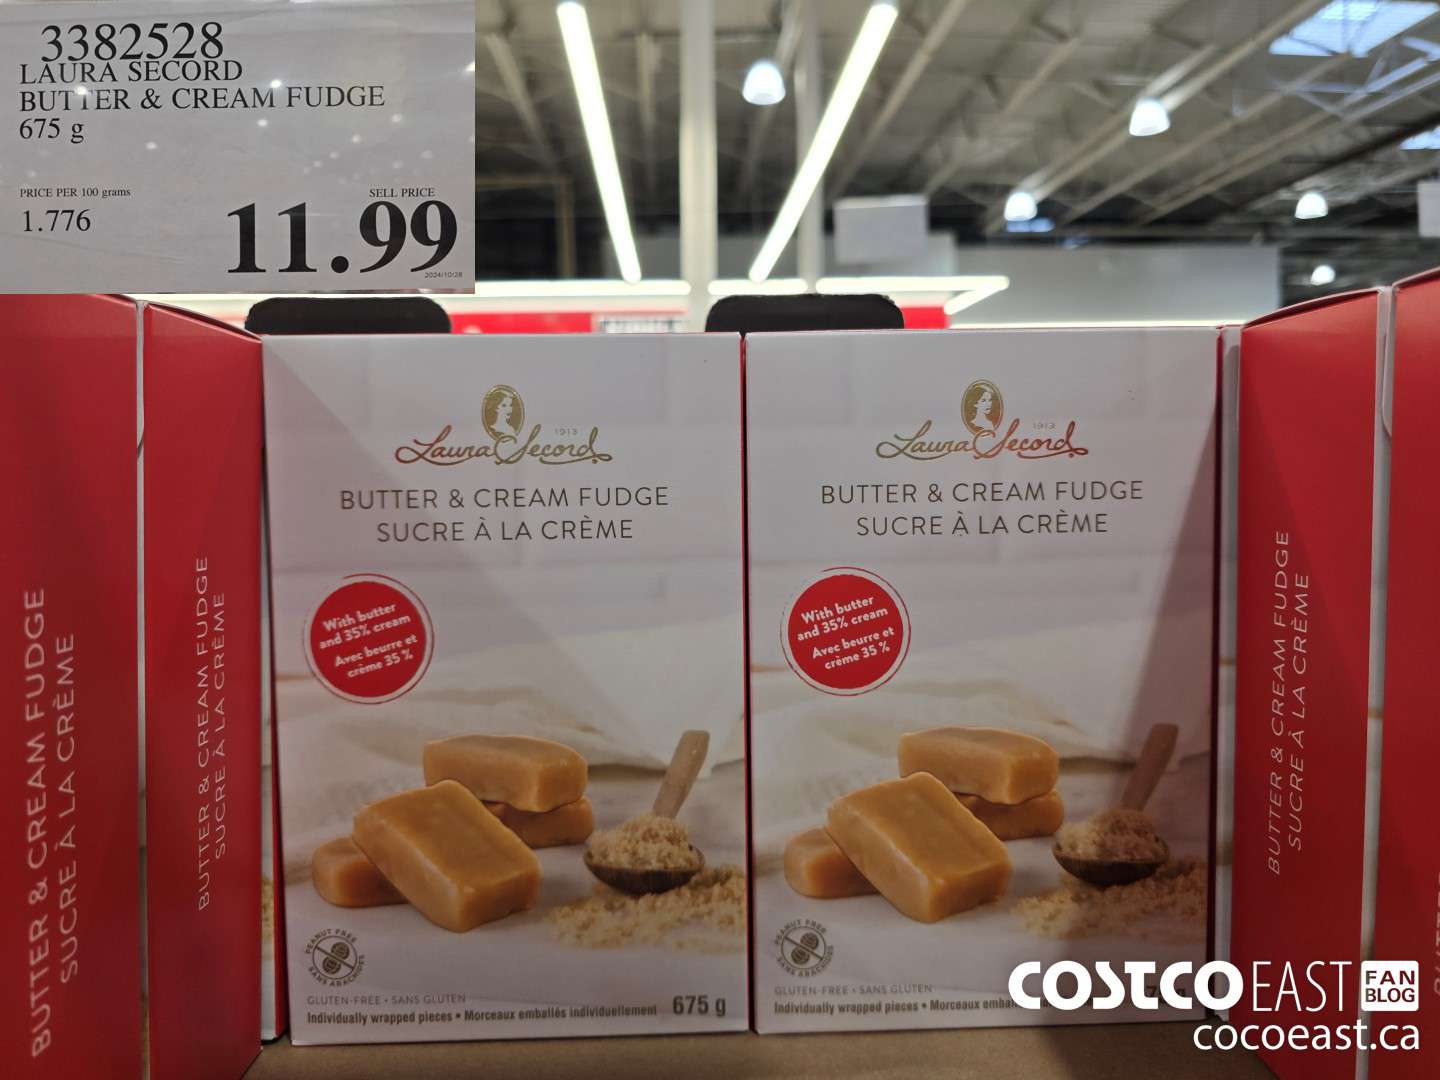 3382528
LAURA SECORD
BUTTER & CREAM FUDGE
675 g
PRICE PER 100 grams
1.776
SELL PRICE
11.99
2024/10/28
BUTTER & CREAM FUDGE
SUCRE À LA CRÈME
BUTTER & CREAM FUDGE
SUCRE À LA CRÈME
1913
Laura Secord
BUTTER & CREAM FUDGE
SUCRE À LA CRÈME
With butter
and 35% cream
Avec beurre et
crème 35 %
PEANUT FREE
SANS ARACHIDES
GLUTEN-FREE • SANS GLUTEN
Individually wrapped pieces • Morceaux emballés individuellement
675 g
1913
Laura Secord
BUTTER & CREAM FUDGE
SUCRE À LA CRÈME
With butter
and 35% cream
Avec beurre et
crème 35 %
PEANUT FREE
SANS ARACHIDES
GLUTEN-FREE • SANS GLUTEN
Individually wrapped pieces • Morceaux
BUTTER & CREAM FUDGE
SUCRE À LA CRÈME
COSTCO EAST FAN BLOG
cocoeast.ca